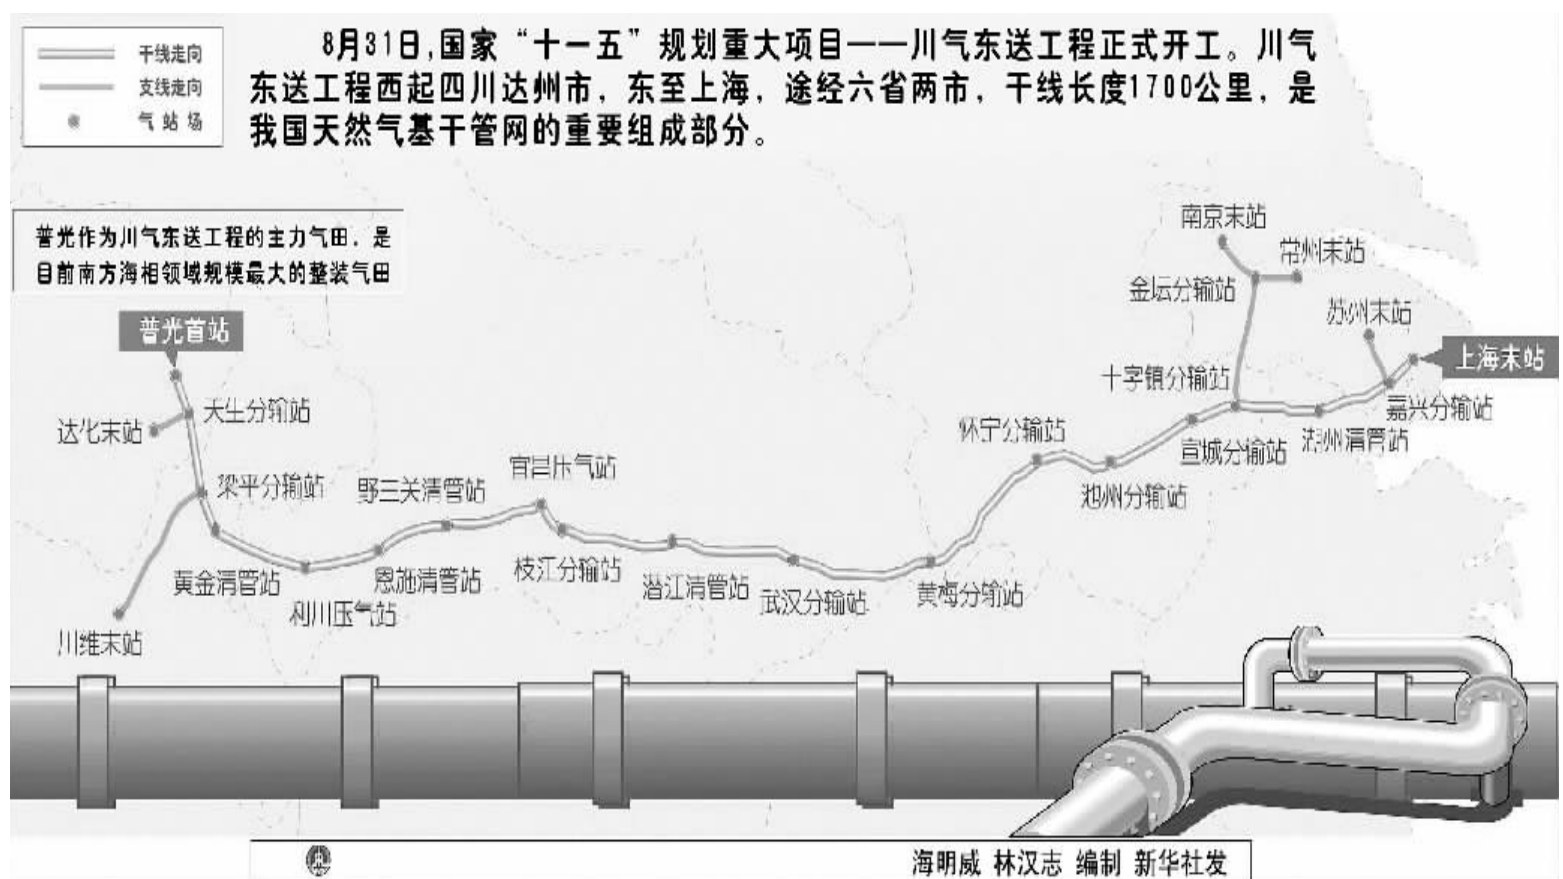 干线走向
支线走向
气站场
8月31日,国家“十一五”规划重大项目——川气东送工程正式开工。川气
东送工程西起四川达州市，东至上海，途经六省两市，干线长度1700公里，是
我国天然气基干管网的重要组成部分。
普光作为川气东送工程的主力气田，是
目前南方海相领域规模最大的整装气田
南京末站
常州末站
金坛分输站
苏州末站
普光首站
上海末站
十字镇分输站
天生分输站
嘉兴分输站
达化末站
怀宁分输站
湖州清管站
宣城分输站
宜昌压气站
梁平分输站
野三关清管站
池州分输站
枝江分输站
黄金清管站
恩施清管站
潜江清管站
黄梅分输站
武汉分输站
利川压气站
川维末站
海明威 林汉志 编制 新华社发